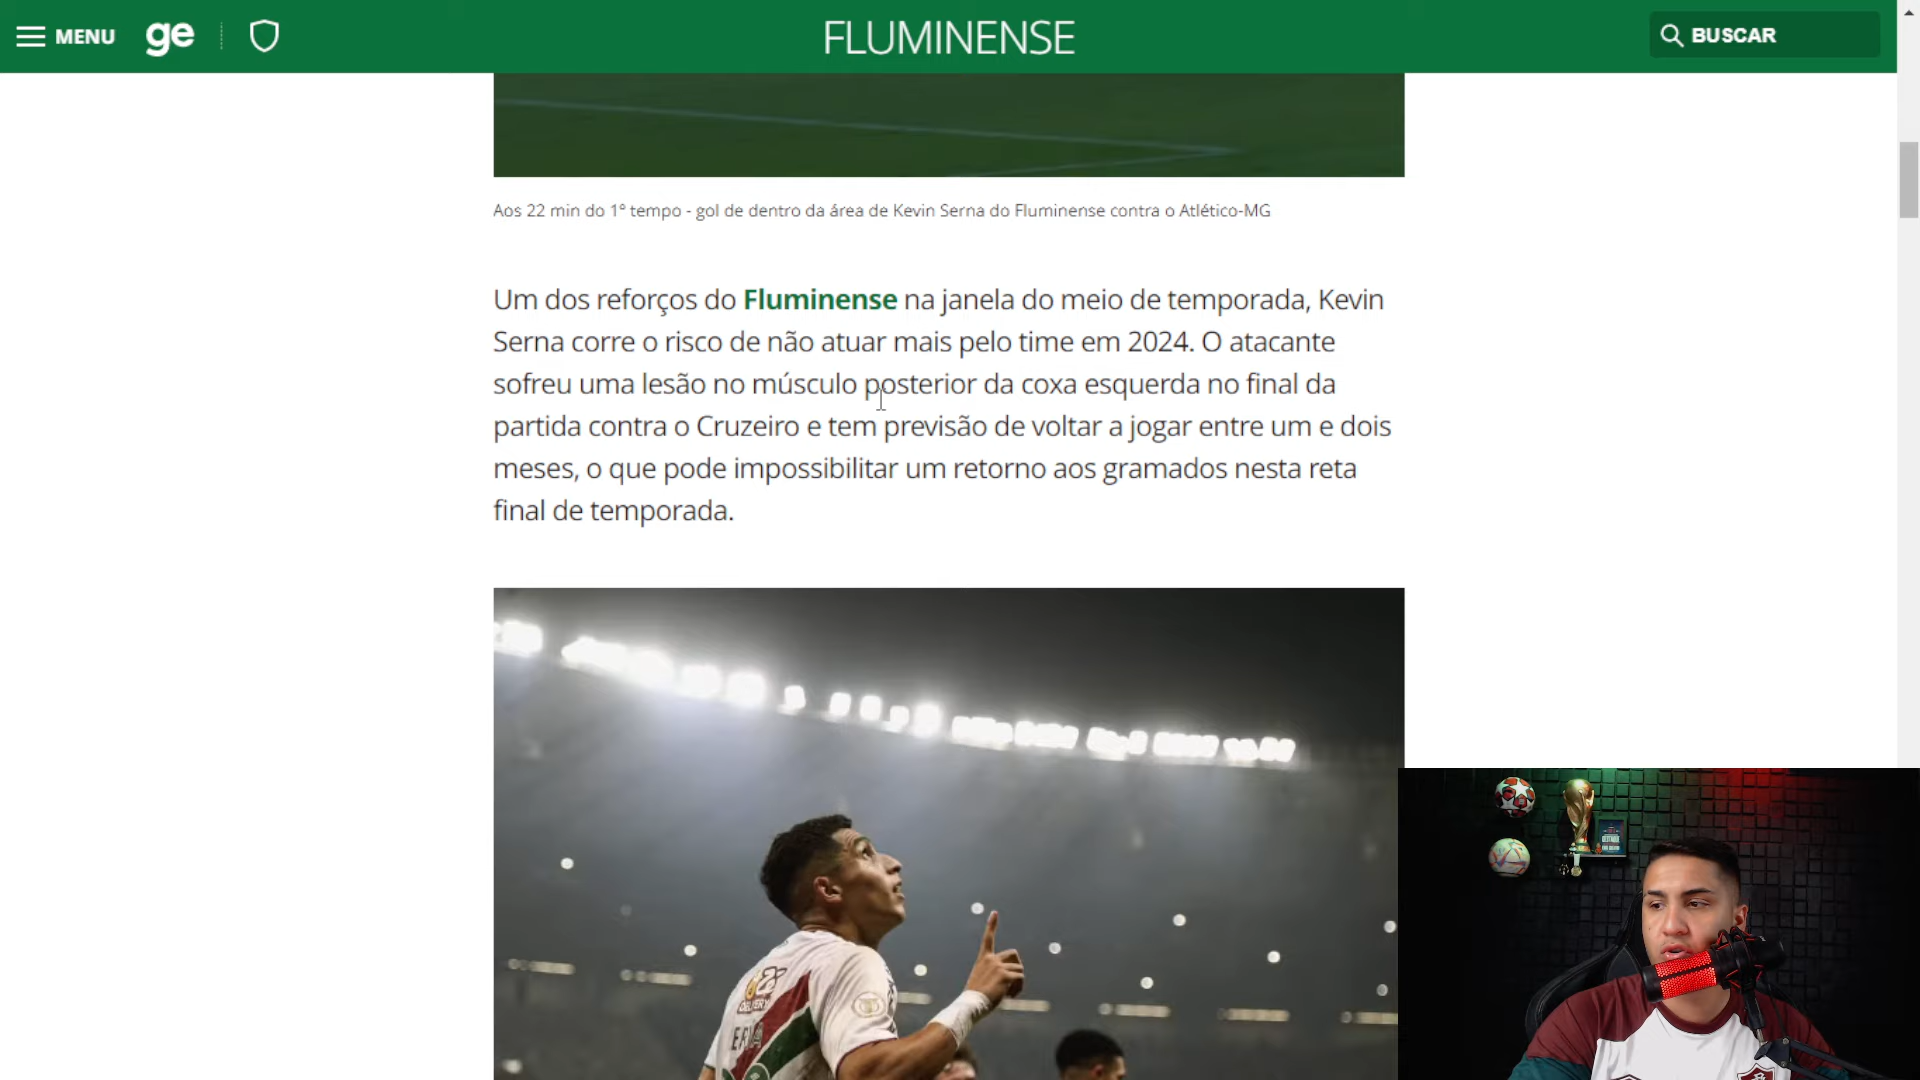 MENU
ge
FLUMINENSE
BUSCAR
Aos 22 min do 1º tempo - gol de dentro da área de Kevin Serna do Fluminense contra o Atlético-MG
Um dos reforços do Fluminense na janela do meio de temporada, Kevin
Serna corre o risco de não atuar mais pelo time em 2024. O atacante
sofreu uma lesão no músculo posterior da coxa esquerda no final da
partida contra o Cruzeiro e tem previsão de voltar a jogar entre um e dois
meses, o que pode impossibilitar um retorno aos gramados nesta reta
final de temporada.